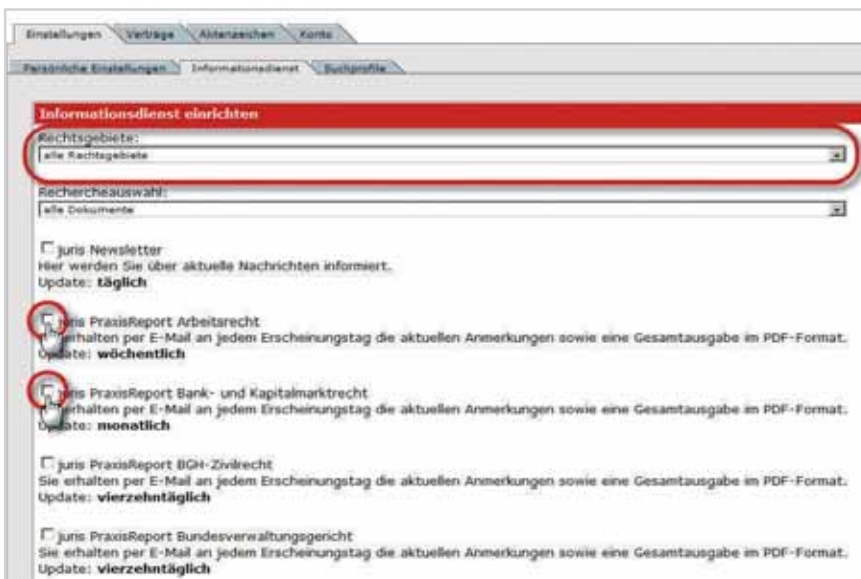 Einstellungen Verträge Aktenzeichen Konto
Persönliche Einstellungen Informationsdienst Suchprofile
Informationsdienst einrichten
Rechtsgebiete:
alle Rechtsgebiete
Rechercheauswahl:
alle Dokumente
juris Newsletter
Hier werden Sie über aktuelle Nachrichten informiert.
Update: täglich
juris PraxisReport Arbeitsrecht
erhalten per E-Mail an jedem Erscheinungstag die aktuellen Anmerkungen sowie eine Gesamtausgabe im PDF-Format.
Update: wöchentlich
juris PraxisReport Bank- und Kapitalmarktrecht
erhalten per E-Mail an jedem Erscheinungstag die aktuellen Anmerkungen sowie eine Gesamtausgabe im PDF-Format.
Update: monatlich
juris PraxisReport BGH-Zivilrecht
Sie erhalten per E-Mail an jedem Erscheinungstag die aktuellen Anmerkungen sowie eine Gesamtausgabe im PDF-Format.
Update: vierzehntäglich
juris PraxisReport Bundesverwaltungsgericht
Sie erhalten per E-Mail an jedem Erscheinungstag die aktuellen Anmerkungen sowie eine Gesamtausgabe im PDF-Format.
Update: vierzehntäglich